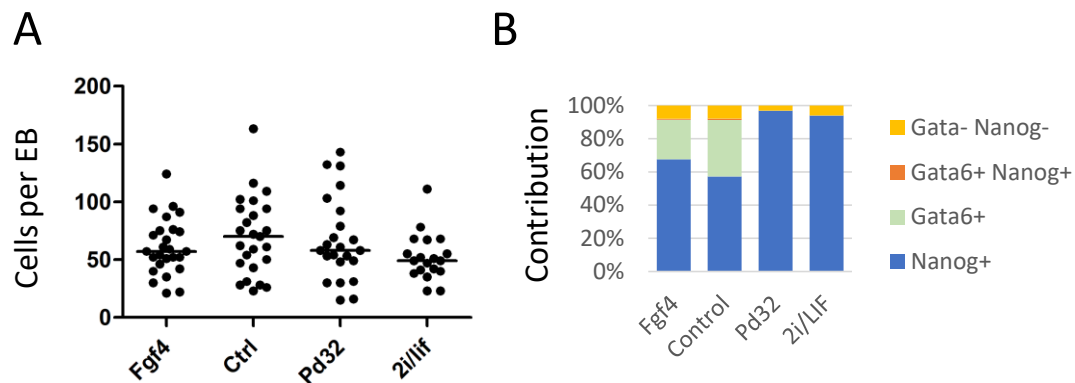 A
Cells per EB
200
150
100
50
0
Fgf4
Ctrl
Pd32
2i/lif
B
Contribution
100%
80%
60%
40%
20%
0%
Fgf4
Control
Pd32
2i/LIF
Gata- Nanog-
Gata6+ Nanog+
Gata6+
Nanog+